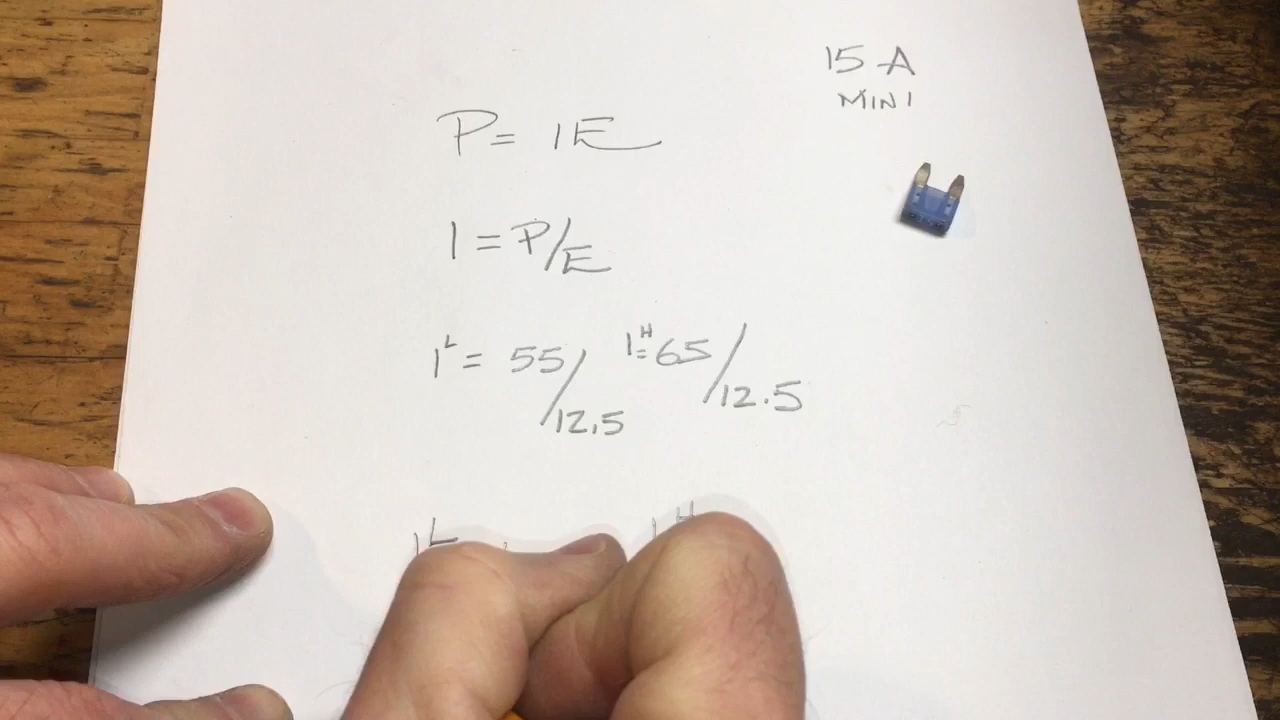 15 A
MINI
P = IE
I = P/E
I^L = 55/12.5 I^H = 65/12.5
I^L I^H